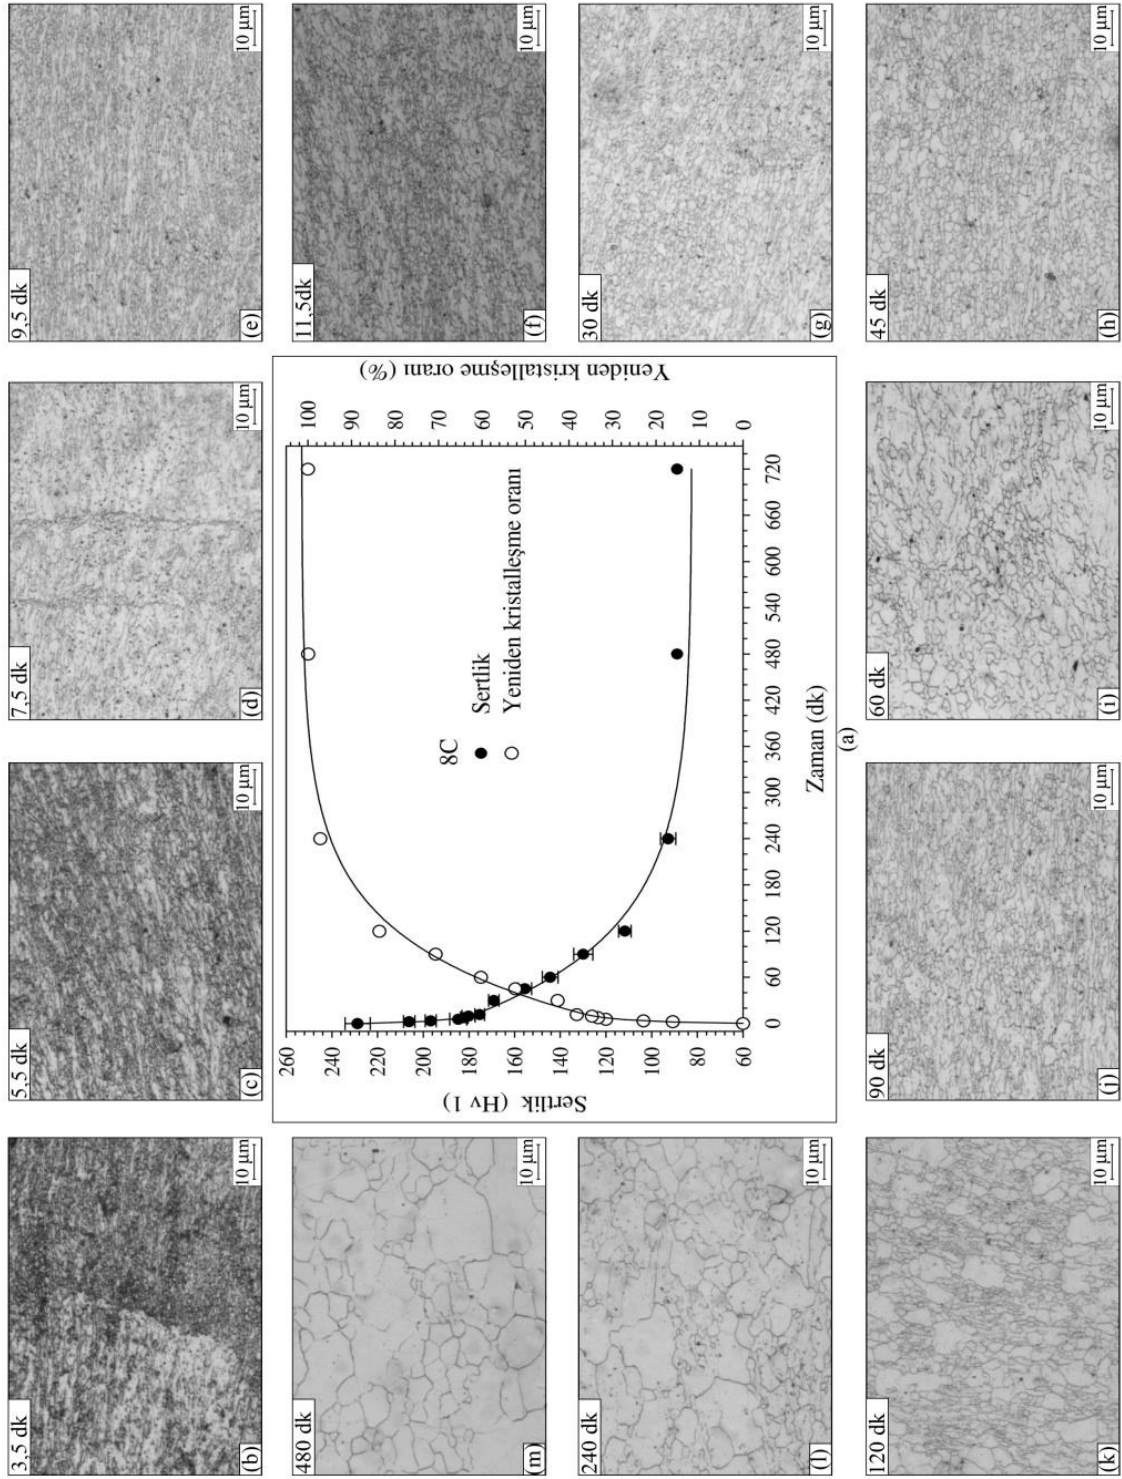 3,5 dk
10 µm
(b)
5,5 dk
10 µm
(c)
7,5 dk
10 µm
(d)
9,5 dk
10 µm
(e)
480 dk
10 µm
(m)
Sertlik (Hv 1)
260
240
220
200
180
160
140
120
100
80
60
8C
Sertlik
Yeniden kristalleşme oranı
100
90
80
70
60
50
40
30
20
10
0
Yeniden kristalleşme oranı (%)
0
60
120
180
240
300
360
420
480
540
600
660
720
Zaman (dk)
(a)
11,5dk
10 µm
(f)
240 dk
10 µm
(l)
30 dk
10 µm
(g)
120 dk
10 µm
(k)
90 dk
10 µm
(j)
60 dk
10 µm
(i)
45 dk
10 µm
(h)